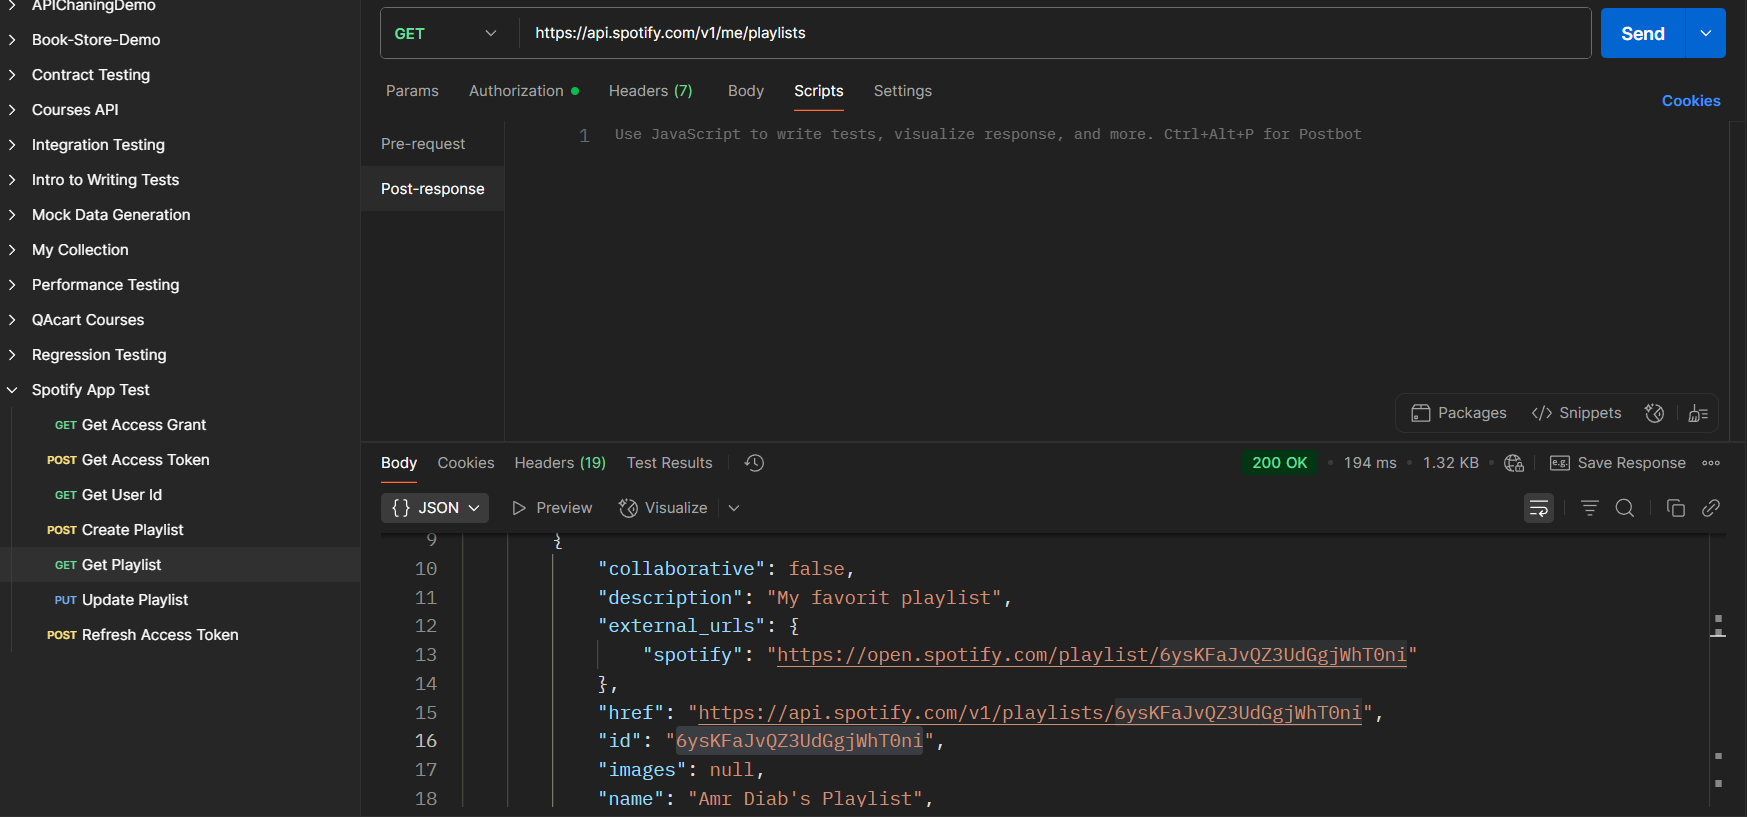 APIChaningDemo
Book-Store-Demo
Contract Testing
Courses API
Integration Testing
Intro to Writing Tests
Mock Data Generation
My Collection
Performance Testing
QAcart Courses
Regression Testing
Spotify App Test
GET Get Access Grant
POST Get Access Token
GET Get User Id
POST Create Playlist
GET Get Playlist
PUT Update Playlist
POST Refresh Access Token
GET https://api.spotify.com/v1/me/playlists Send
Params Authorization Headers (7) Body Scripts Settings Cookies
Pre-request
Post-response
1 Use JavaScript to write tests, visualize response, and more. Ctrl+Alt+P for Postbot
Packages </> Snippets
Body Cookies Headers (19) Test Results 200 OK • 194 ms • 1.32 KB • e.g. Save Response
{} JSON Preview Visualize
9 {
10 "collaborative": false,
11 "description": "My favorit playlist",
12 "external_urls": {
13 "spotify": "https://open.spotify.com/playlist/6ysKFaJvQZ3UdGgjWhT0ni"
14 },
15 "href": "https://api.spotify.com/v1/playlists/6ysKFaJvQZ3UdGgjWhT0ni",
16 "id": "6ysKFaJvQZ3UdGgjWhT0ni",
17 "images": null,
18 "name": "Amr Diab's Playlist",